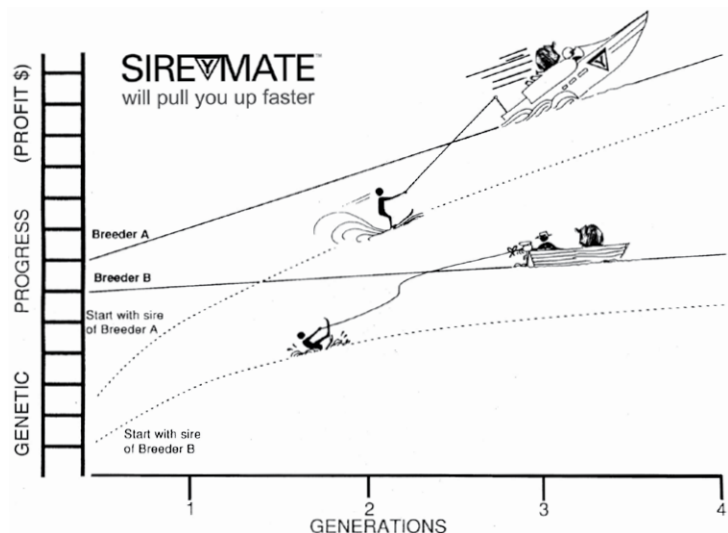 SIREMATE™
will pull you up faster
GENETIC PROGRESS (PROFIT $)
Breeder A
Breeder B
Start with sire
of Breeder A
Start with sire
of Breeder B
1 2 3 4
GENERATIONS